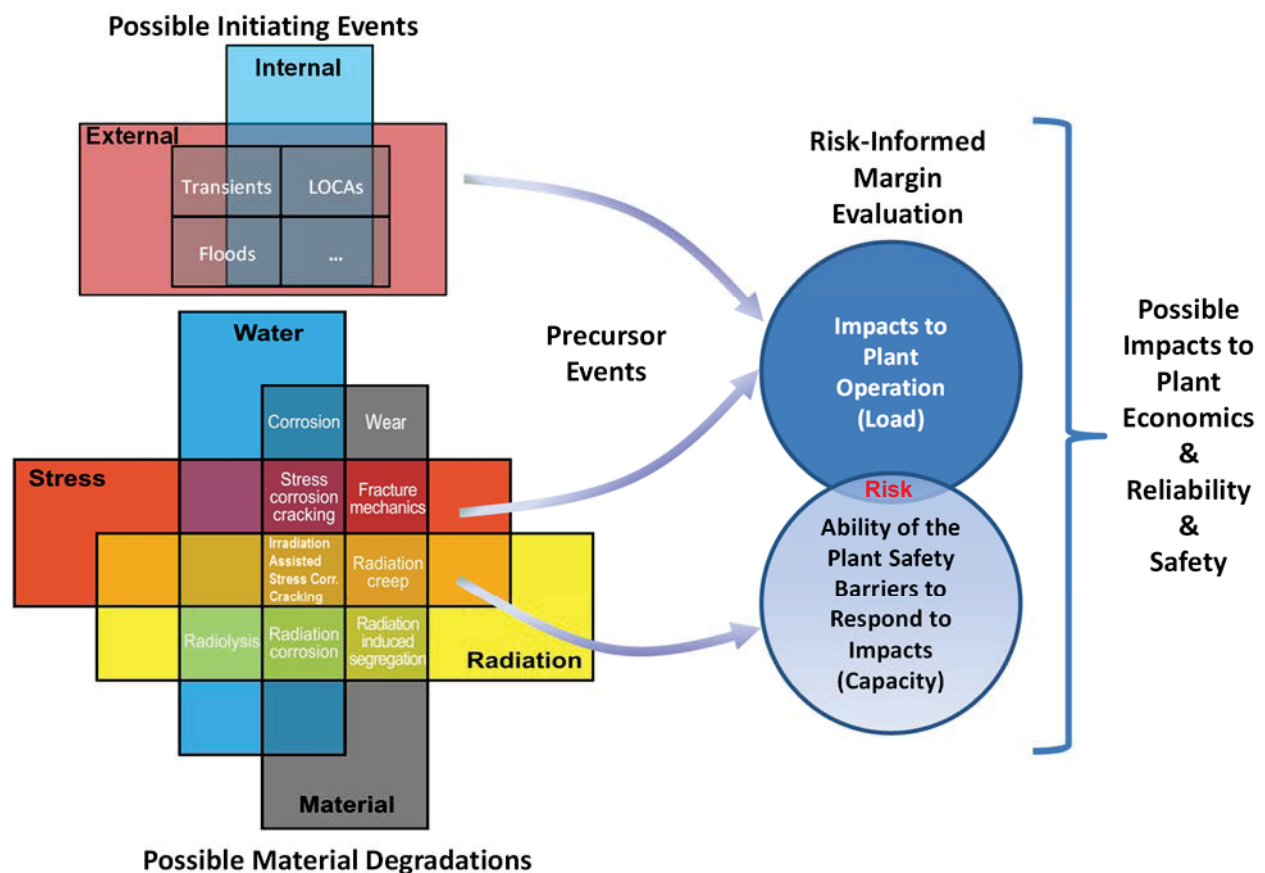 Possible Initiating Events
Internal
External
Transients
LOCAs
Floods
...
Water
Corrosion
Wear
Stress
Stress
corrosion
cracking
Fracture
mechanics
Irradiation
Assisted
Stress Corr.
Cracking
Radiation
creep
Radiolysis
Radiation
corrosion
Radiation
induced
segregation
Radiation
Material
Possible Material Degradations
Precursor
Events
Risk-Informed
Margin
Evaluation
Impacts to
Plant
Operation
(Load)
Risk
Ability of the
Plant Safety
Barriers to
Respond to
Impacts
(Capacity)
Possible
Impacts to
Plant
Economics
&
Reliability
&
Safety